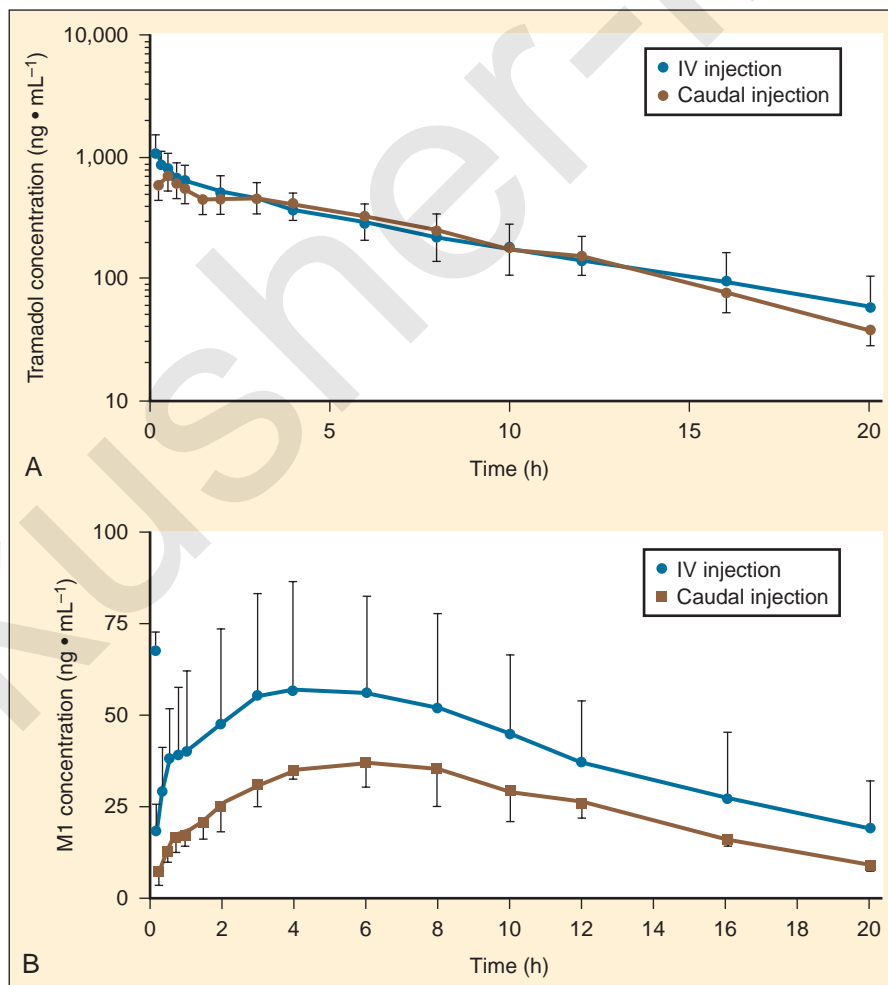 10,000
1,000
100
10
Tramadol concentration (ng • mL−1)
IV injection
Caudal injection
0 5 10 15 20
A
Time (h)
100
75
50
25
0
M1 concentration (ng • mL−1)
IV injection
Caudal injection
0 2 4 6 8 10 12 14 16 18 20
B
Time (h)